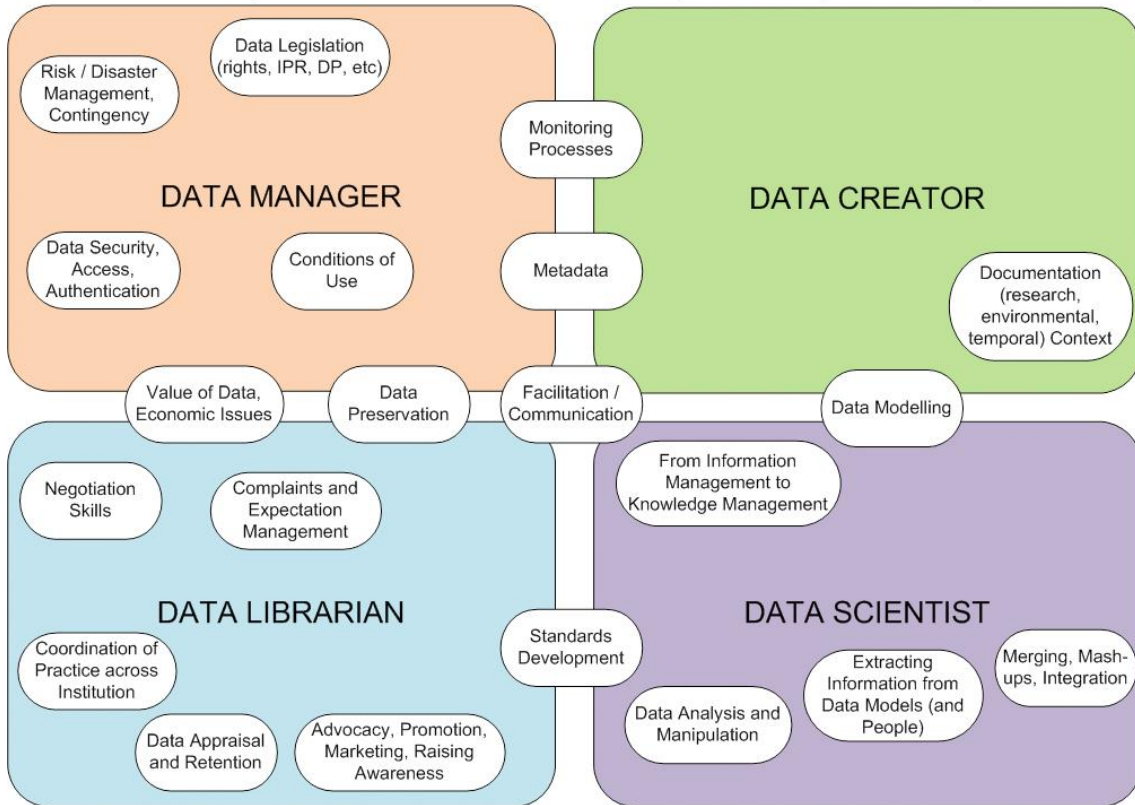 Data Legislation
(rights, IPR, DP, etc)
Risk / Disaster
Management,
Contingency
Monitoring
Processes
DATA MANAGER
DATA CREATOR
Data Security,
Access,
Authentication
Conditions of
Use
Metadata
Documentation
(research,
environmental,
temporal) Context
Value of Data,
Economic Issues
Data
Preservation
Facilitation /
Communication
Data Modelling
Negotiation
Skills
Complaints and
Expectation
Management
From Information
Management to
Knowledge Management
DATA LIBRARIAN
DATA SCIENTIST
Coordination of
Practice across
Institution
Standards
Development
Extracting
Information from
Data Models (and
People)
Merging, Mash-
ups, Integration
Data Appraisal
and Retention
Advocacy, Promotion,
Marketing, Raising
Awareness
Data Analysis and
Manipulation